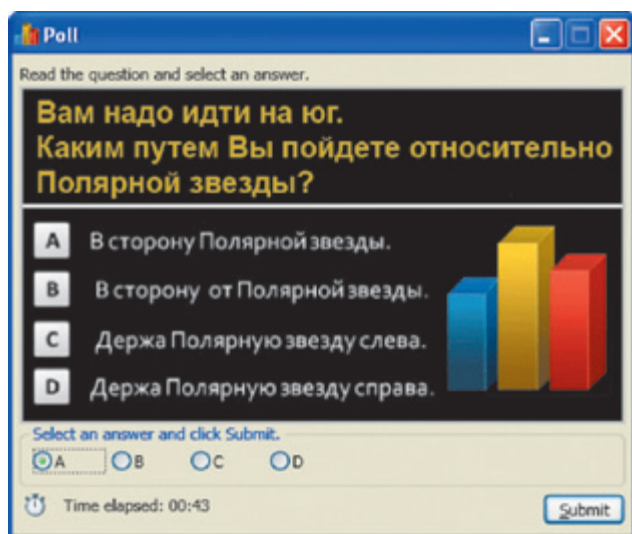 Poll
Read the question and select an answer.
Вам надо идти на юг.
Каким путем Вы пойдете относительно
Полярной звезды?
A В сторону Полярной звезды.
B В сторону от Полярной звезды.
C Держа Полярную звезду слева.
D Держа Полярную звезду справа.
Select an answer and click Submit.
A B C D
Time elapsed: 00:43 Submit